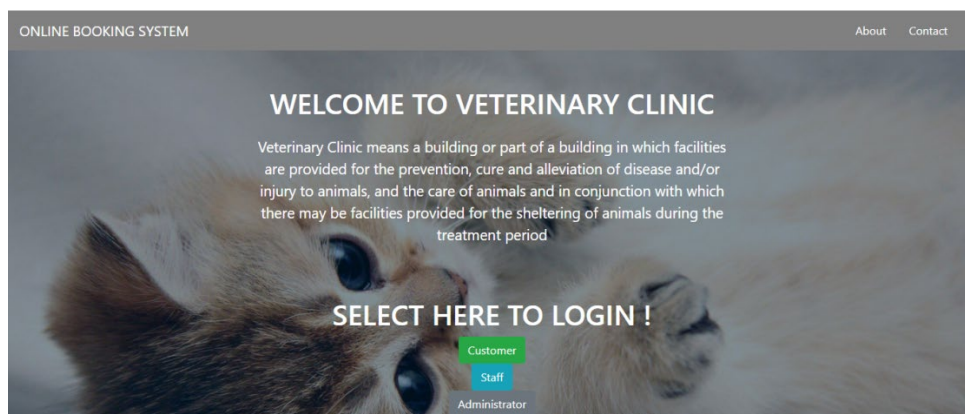 ONLINE BOOKING SYSTEM
About Contact
WELCOME TO VETERINARY CLINIC
Veterinary Clinic means a building or part of a building in which facilities
are provided for the prevention, cure and alleviation of disease and/or
injury to animals, and the care of animals and in conjunction with which
there may be facilities provided for the sheltering of animals during the
treatment period
SELECT HERE TO LOGIN !
Customer
Staff
Administrator